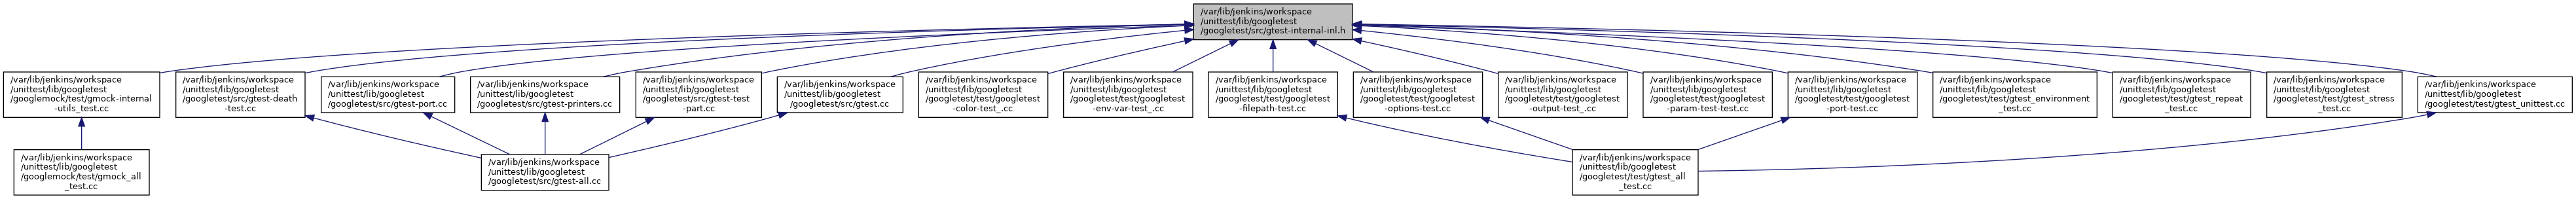 /var/lib/jenkins/workspace
/unittest/lib/googletest
/googletest/src/gtest-internal-inl.h
/var/lib/jenkins/workspace
/unittest/lib/googletest
/googlemock/test/gmock-internal
-utils_test.cc
/var/lib/jenkins/workspace
/unittest/lib/googletest
/googletest/src/gtest-death
-test.cc
/var/lib/jenkins/workspace
/unittest/lib/googletest
/googletest/src/gtest-port.cc
/var/lib/jenkins/workspace
/unittest/lib/googletest
/googletest/src/gtest-printers.cc
/var/lib/jenkins/workspace
/unittest/lib/googletest
/googletest/src/gtest-test
-part.cc
/var/lib/jenkins/workspace
/unittest/lib/googletest
/googletest/src/gtest.cc
/var/lib/jenkins/workspace
/unittest/lib/googletest
/googletest/test/googletest
-color-test_.cc
/var/lib/jenkins/workspace
/unittest/lib/googletest
/googletest/test/googletest
-env-var-test_.cc
/var/lib/jenkins/workspace
/unittest/lib/googletest
/googletest/test/googletest
-filepath-test.cc
/var/lib/jenkins/workspace
/unittest/lib/googletest
/googletest/test/googletest
-options-test.cc
/var/lib/jenkins/workspace
/unittest/lib/googletest
/googletest/test/googletest
-output-test_.cc
/var/lib/jenkins/workspace
/unittest/lib/googletest
/googletest/test/googletest
-param-test-test.cc
/var/lib/jenkins/workspace
/unittest/lib/googletest
/googletest/test/googletest
-port-test.cc
/var/lib/jenkins/workspace
/unittest/lib/googletest
/googletest/test/gtest_environment
_test.cc
/var/lib/jenkins/workspace
/unittest/lib/googletest
/googletest/test/gtest_repeat
_test.cc
/var/lib/jenkins/workspace
/unittest/lib/googletest
/googletest/test/gtest_stress
_test.cc
/var/lib/jenkins/workspace
/unittest/lib/googletest
/googletest/test/gtest_unittest.cc
/var/lib/jenkins/workspace
/unittest/lib/googletest
/googlemock/test/gmock_all
_test.cc
/var/lib/jenkins/workspace
/unittest/lib/googletest
/googletest/src/gtest-all.cc
/var/lib/jenkins/workspace
/unittest/lib/googletest
/googletest/test/gtest_all
_test.cc